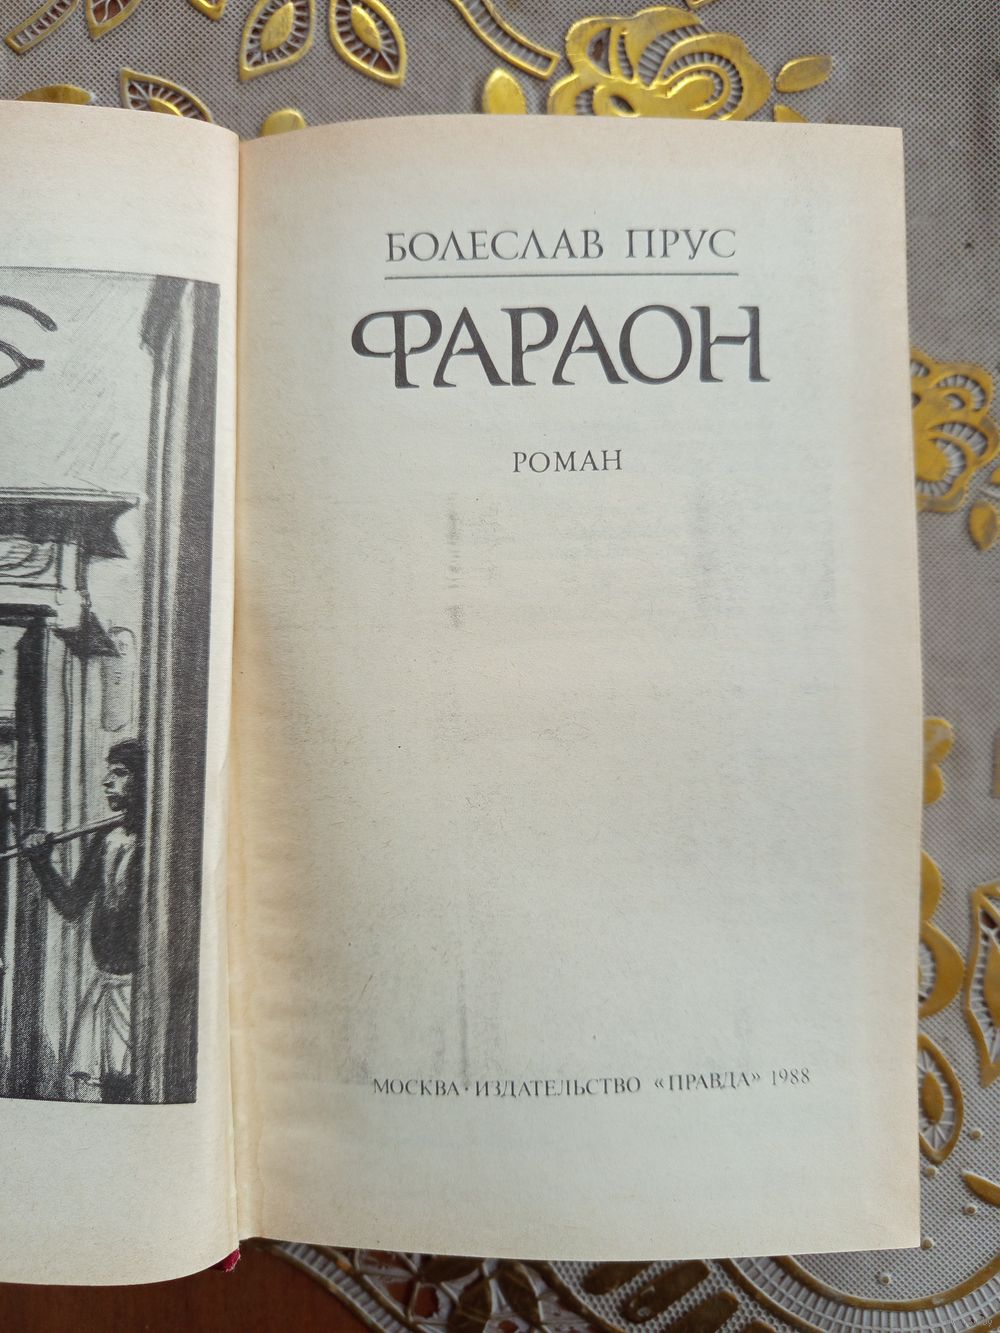 БОЛЕСЛАВ ПРУС
ФАРАОН
РОМАН
МОСКВА · ИЗДАТЕЛЬСТВО «ПРАВДА» 1988